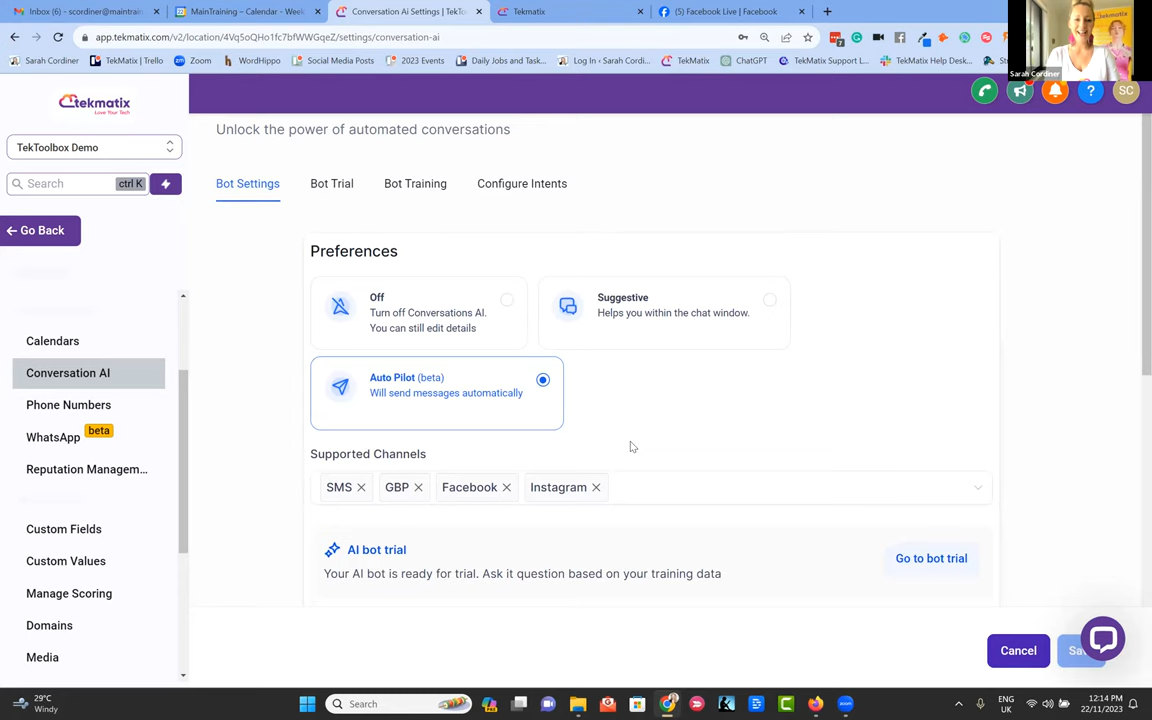 Inbox (6) – scordiner@maintrain
MainTraining – Calendar - Week
Conversation Ai Settings | TekTo
Tekmatix
(5) Facebook Live | Facebook
app.tekmatix.com/v2/location/4Vq5oQHo1fc7bfWWGqeZ/settings/conversation-ai
Sarah Cordiner
TekMatix | Trello
Zoom
WordHippo
Social Media Posts
2023 Events
Daily Jobs and Task...
Log In ‹ Sarah Cordi...
TekMatix
ChatGPT
TekMatix Support L...
TekMatix Help Desk...
Sarah Cordiner
tekmatix
Love Your Tech
SC
TekToolbox Demo
Search
ctrl K
Go Back
Calendars
Conversation AI
Phone Numbers
WhatsApp beta
Reputation Managem...
Custom Fields
Custom Values
Manage Scoring
Domains
Media
Unlock the power of automated conversations
Bot Settings
Bot Trial
Bot Training
Configure Intents
Preferences
Off
Turn off Conversations AI.
You can still edit details
Suggestive
Helps you within the chat window.
Auto Pilot (beta)
Will send messages automatically
Supported Channels
SMS
GBP
Facebook
Instagram
AI bot trial
Your AI bot is ready for trial. Ask it question based on your training data
Go to bot trial
Cancel
29°C
Windy
Search
ENG
UK
12:14 PM
22/11/2023